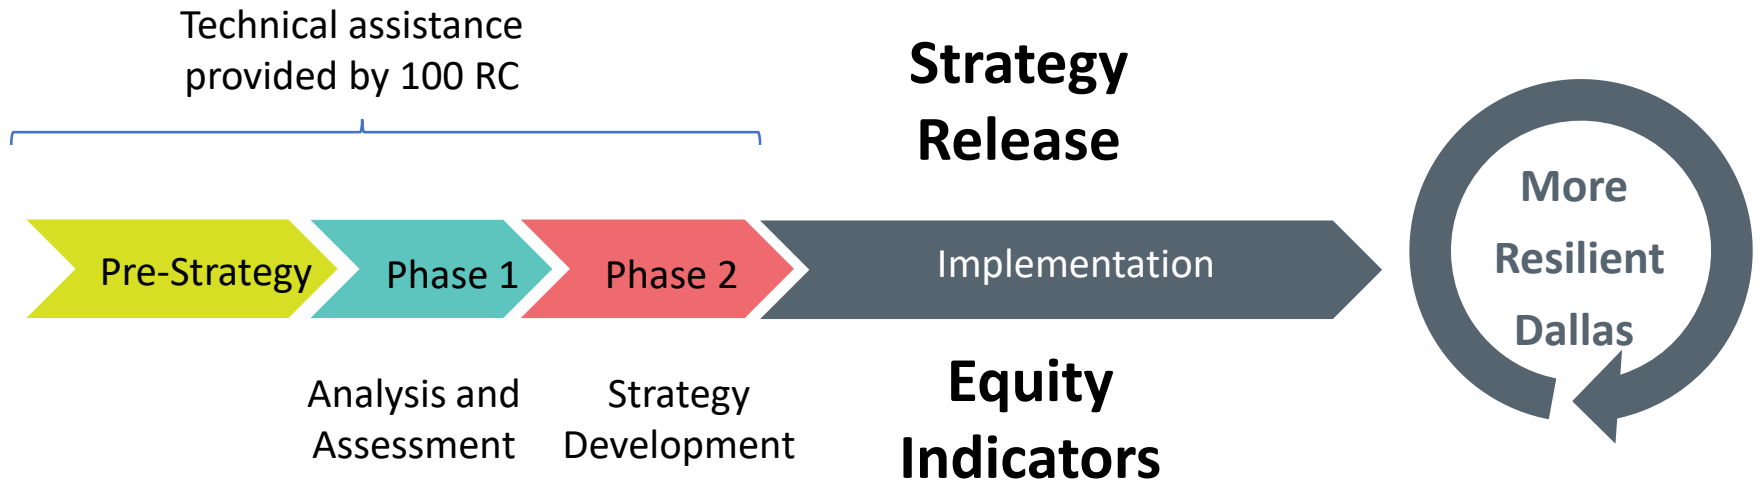 Technical assistance
provided by 100 RC
Strategy
Release
Pre-Strategy
Phase 1
Phase 2
Implementation
More
Resilient
Dallas
Analysis and
Assessment
Strategy
Development
Equity
Indicators